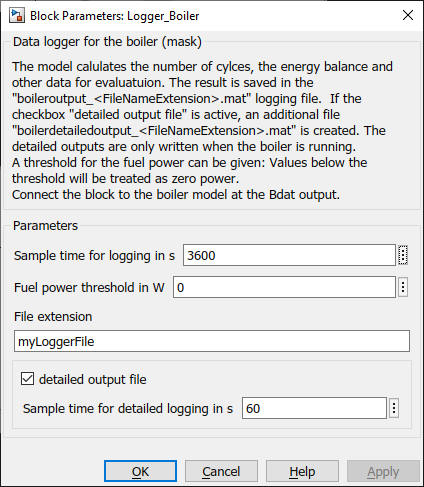 Block Parameters: Logger_Boiler
Data logger for the boiler (mask)
The model calulates the number of cylces, the energy balance and
other data for evaluatuion. The result is saved in the
"boileroutput_<FileNameExtension>.mat" logging file.  If the
checkbox "detailed output file" is active, an additional file
"boilerdetailedoutput_<FileNameExtension>.mat" is created. The
detailed outputs are only written when the boiler is running.
A threshold for the fuel power can be given: Values below the
threshold will be treated as zero power.
Connect the block to the boiler model at the Bdat output.
Parameters
Sample time for logging in s 3600
Fuel power threshold in W 0
File extension
myLoggerFile
detailed output file
Sample time for detailed logging in s 60
OK Cancel Help Apply